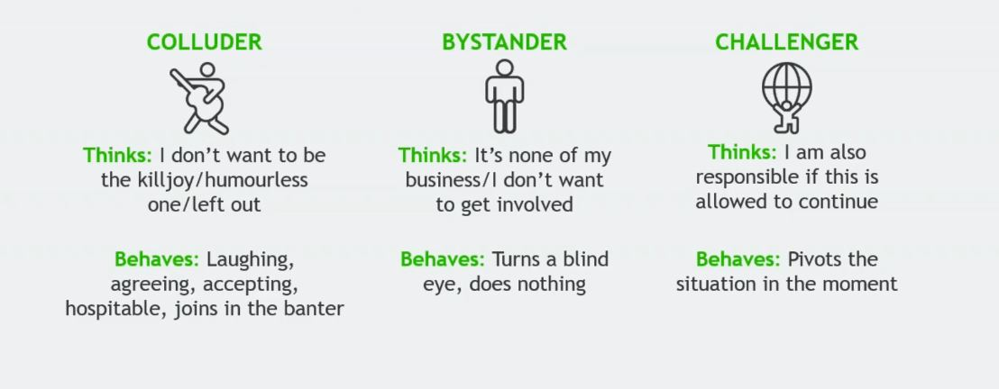 COLLUDER
Thinks: I don't want to be
the killjoy/humourless
one/left out
Behaves: Laughing,
agreeing, accepting,
hospitable, joins in the banter
BYSTANDER
Thinks: It's none of my
business/I don't want
to get involved
Behaves: Turns a blind
eye, does nothing
CHALLENGER
Thinks: I am also
responsible if this is
allowed to continue
Behaves: Pivots the
situation in the moment